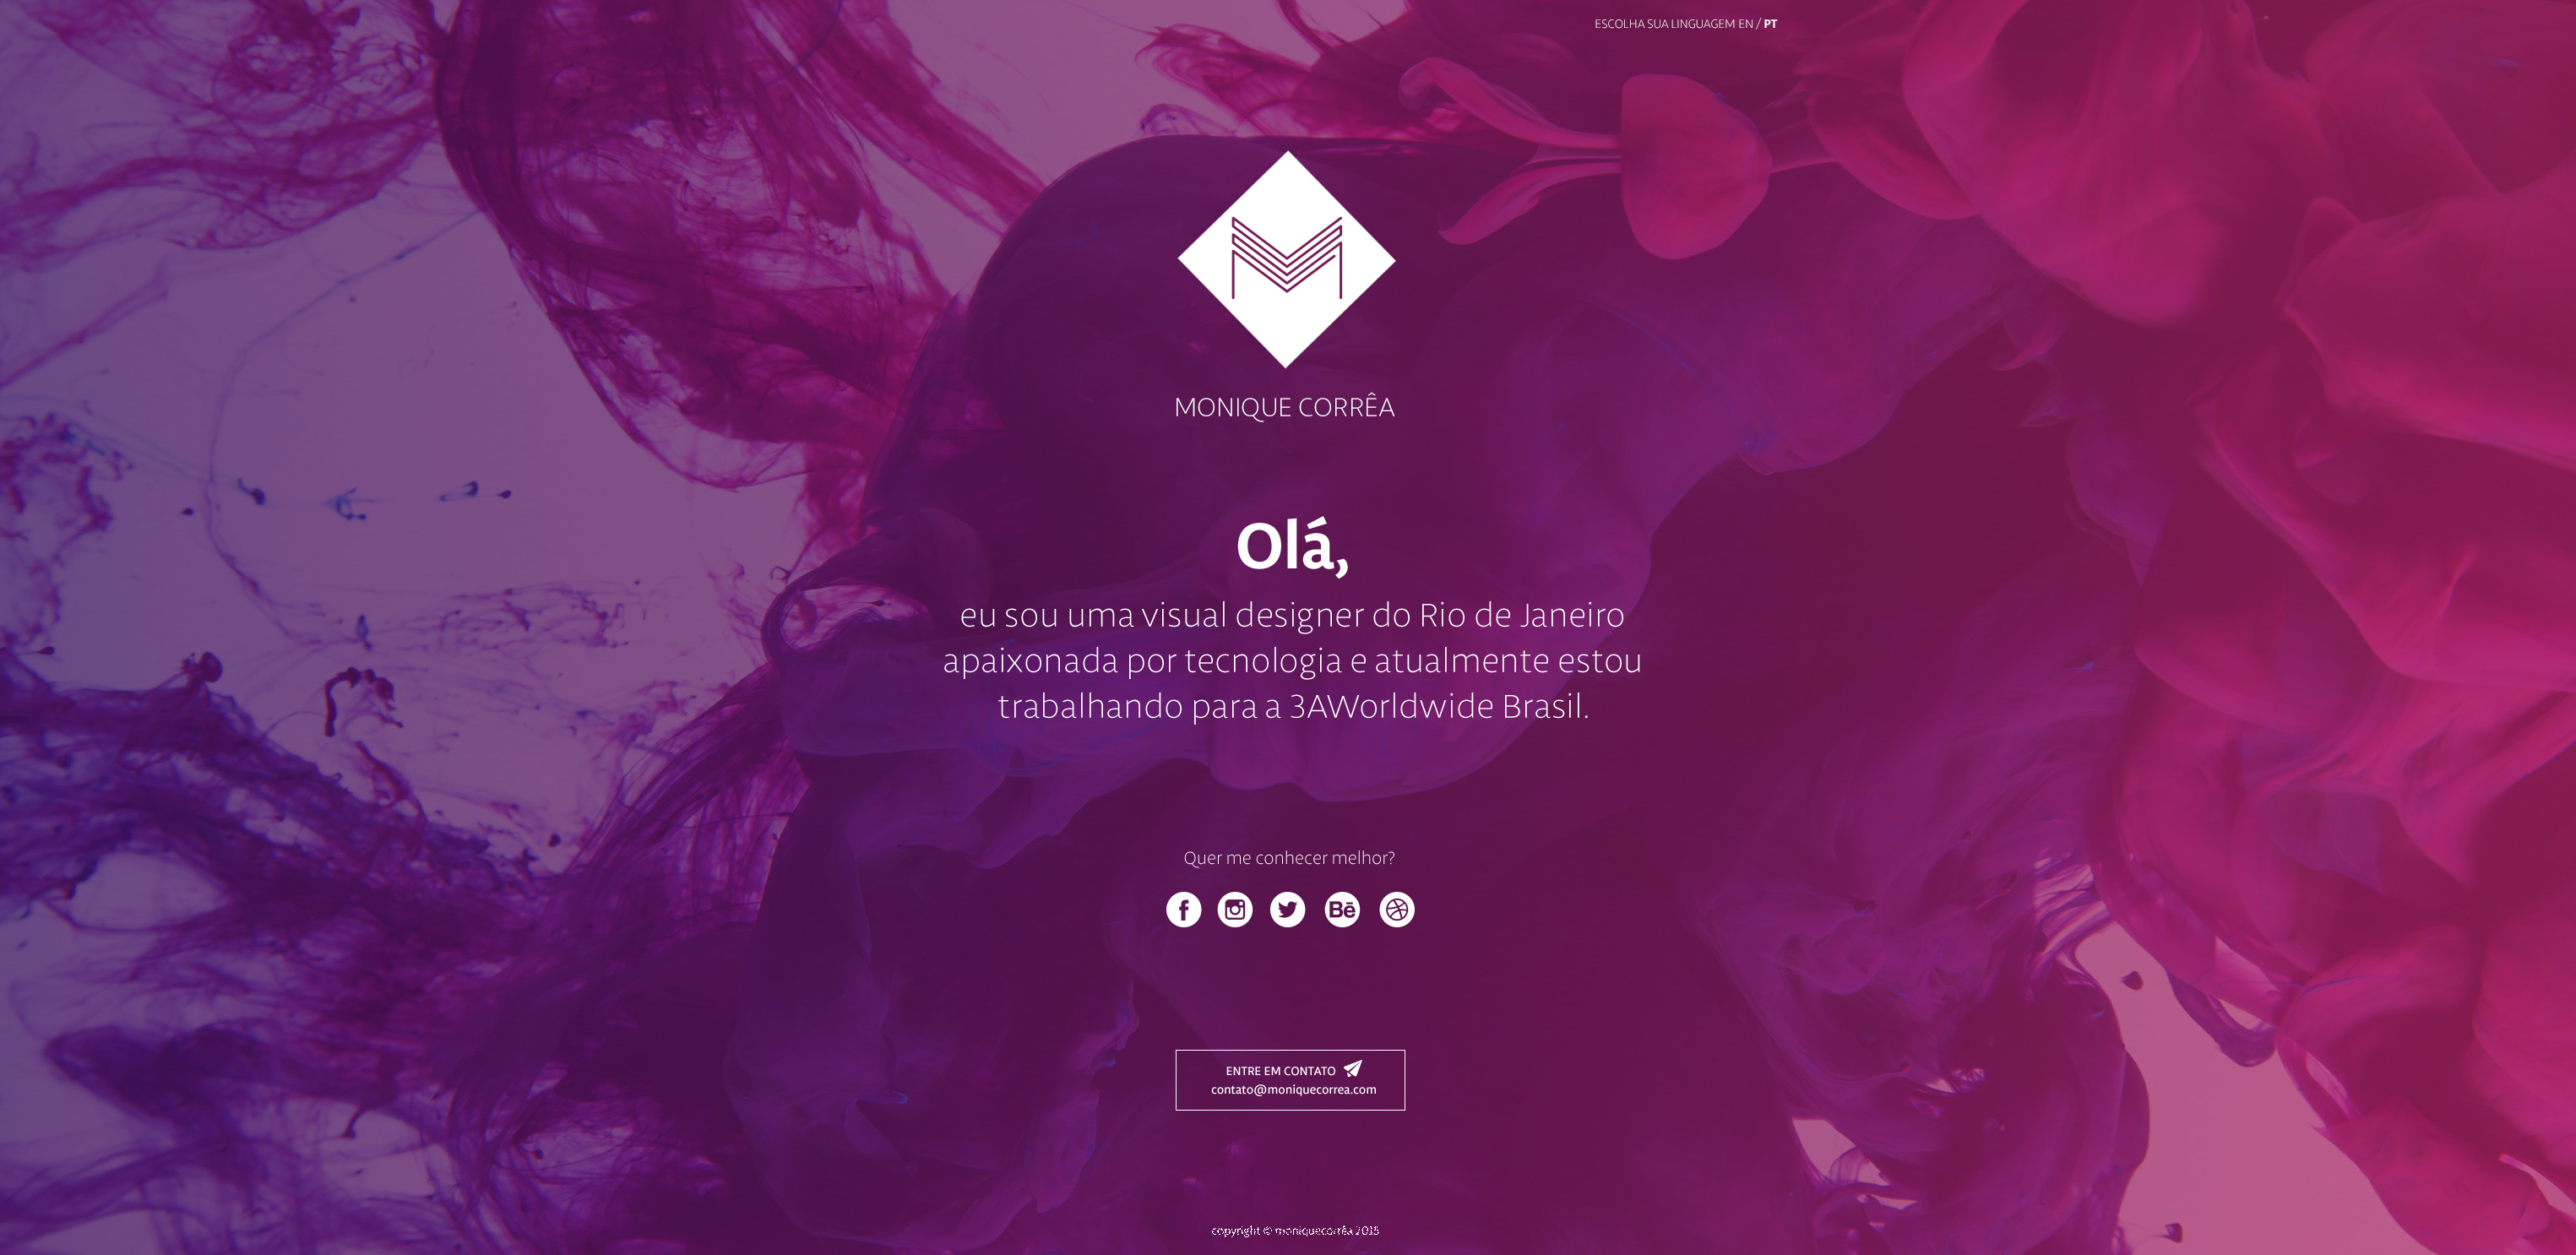 ESCOLHA SUA LINGUAGEM EN / PT
M
MONIQUE CORRÊA
Olá,
eu sou uma visual designer do Rio de Janeiro
apaixonada por tecnologia e atualmente estou
trabalhando para a 3AWorldwide Brasil.
Quer me conhecer melhor?
f
Bē
ENTRE EM CONTATO
contato@moniquecorrea.com
copyright © moniquecorrêa 2015